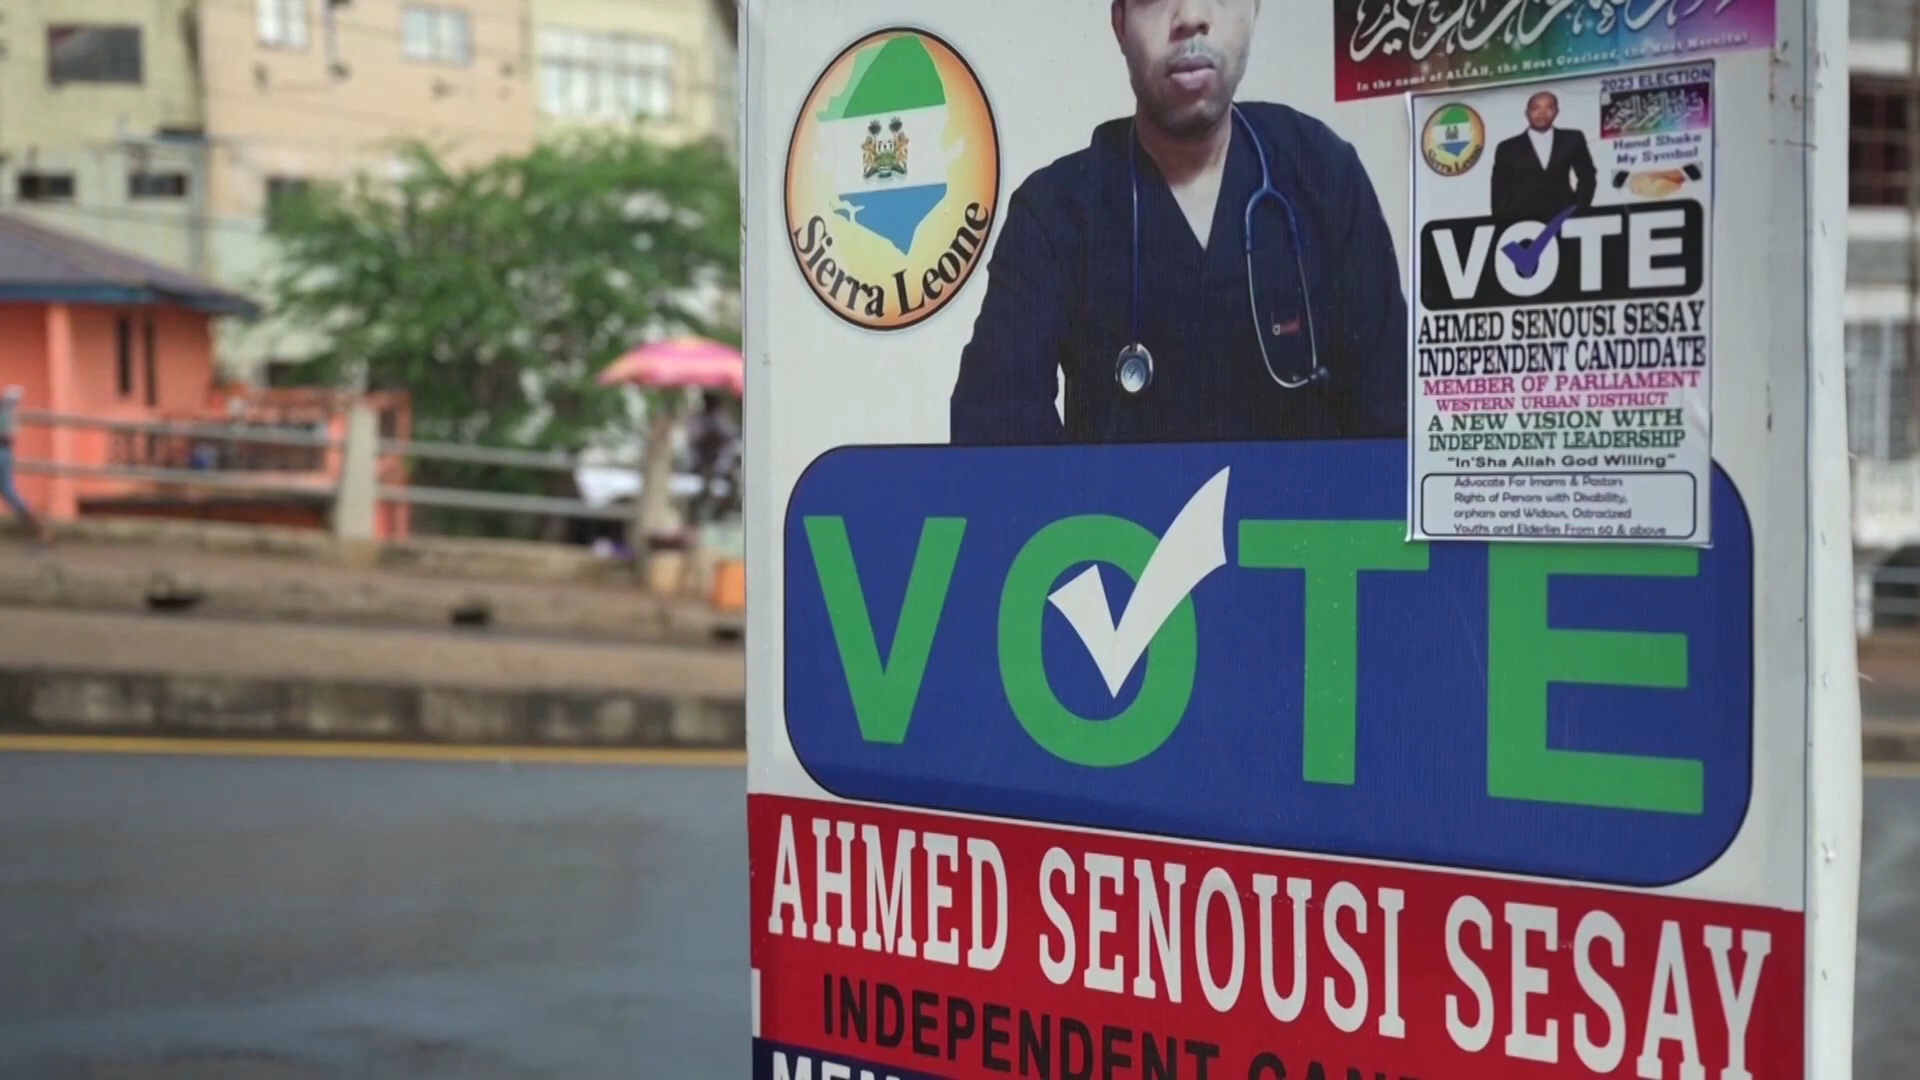 In the name of ALLAH, the Most Gracious, the Most Merciful
Sierra Leone
2023 ELECTION
Sierra Leone
Hand Shake
My Symbol
VOTE
AHMED SENOUSI SESAY
INDEPENDENT CANDIDATE
MEMBER OF PARLIAMENT
WESTERN URBAN DISTRICT
A NEW VISION WITH
INDEPENDENT LEADERSHIP
"In'Sha Allah God Willing"
Advocate For Imams & Pastors
Rights of Persons with Disability,
orphans and Widows, Ostracized
Youths and Elderlies From 60 & above
VOTE
AHMED SENOUSI SESAY
INDEPENDENT